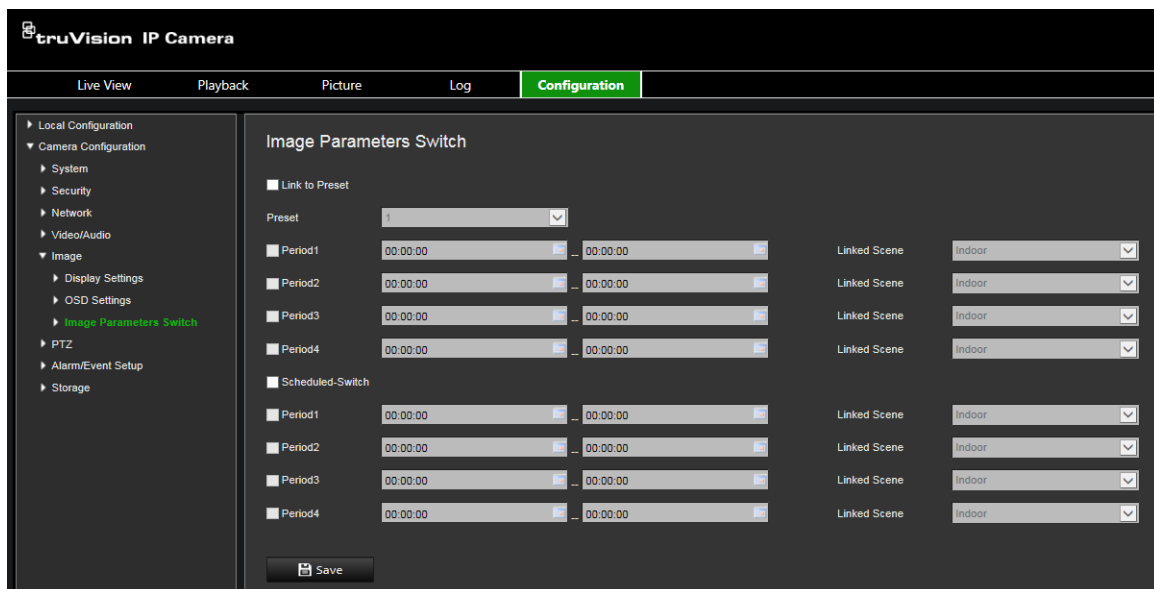 truVision IP Camera
Live View Playback Picture Log Configuration
Local Configuration
Camera Configuration
System
Security
Network
Video/Audio
Image
Display Settings
OSD Settings
Image Parameters Switch
PTZ
Alarm/Event Setup
Storage
Image Parameters Switch
Link to Preset
Preset 1
Period1 00:00:00 -- 00:00:00 Linked Scene Indoor
Period2 00:00:00 -- 00:00:00 Linked Scene Indoor
Period3 00:00:00 -- 00:00:00 Linked Scene Indoor
Period4 00:00:00 -- 00:00:00 Linked Scene Indoor
Scheduled-Switch
Period1 00:00:00 -- 00:00:00 Linked Scene Indoor
Period2 00:00:00 -- 00:00:00 Linked Scene Indoor
Period3 00:00:00 -- 00:00:00 Linked Scene Indoor
Period4 00:00:00 -- 00:00:00 Linked Scene Indoor
Save